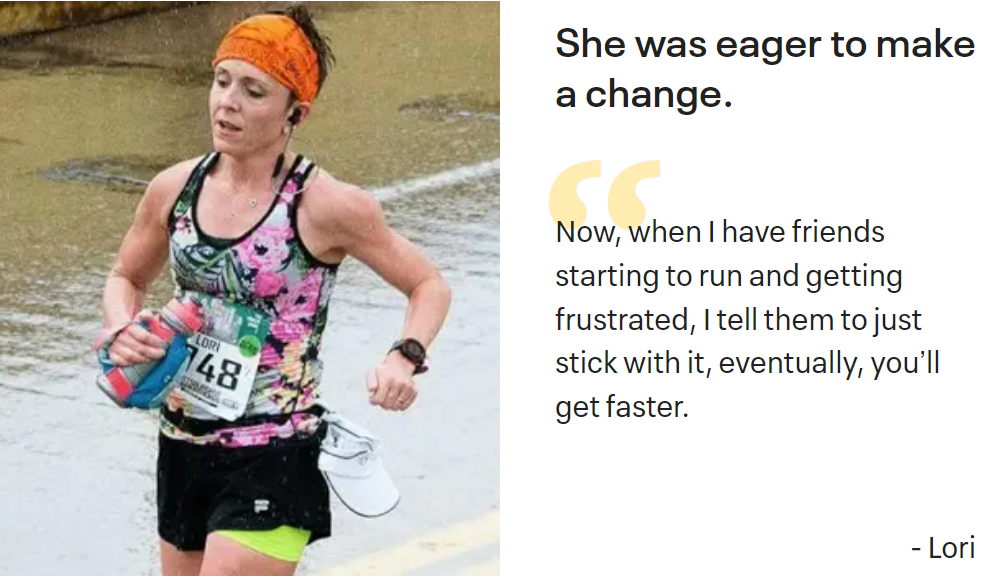 She was eager to make
a change.
“
Now, when I have friends
starting to run and getting
frustrated, I tell them to just
stick with it, eventually, you’ll
get faster.
- Lori
LORI
748